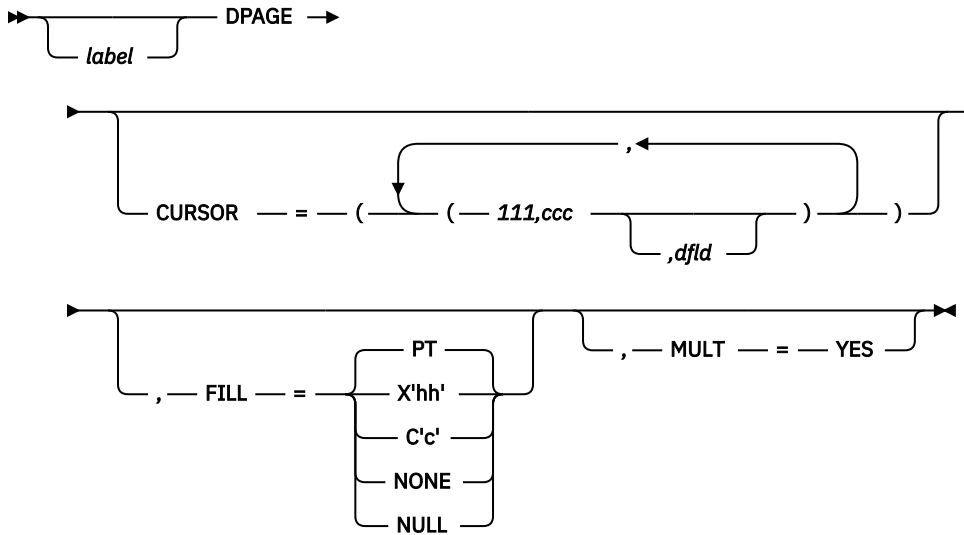 DPAGE
label
,
CURSOR = ( ( 111,ccc ) )
,dfld
PT
, MULT = YES
, FILL = X'hh'
C'c'
NONE
NULL